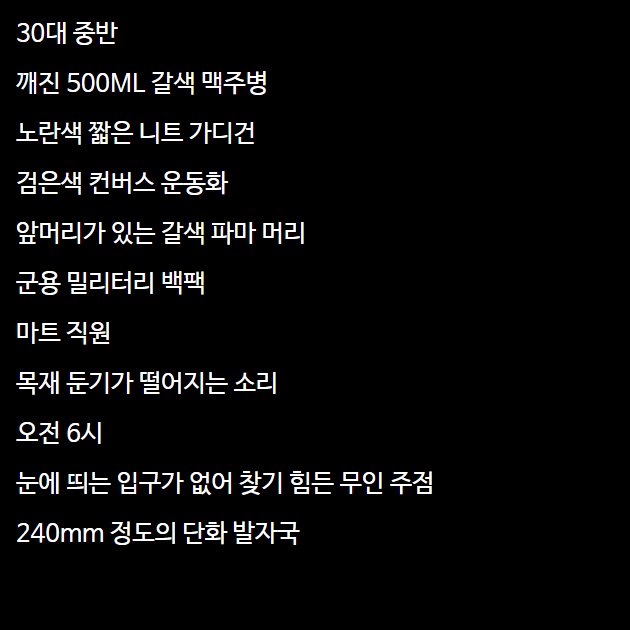 30대 중반
깨진 500ML 갈색 맥주병
노란색 짧은 니트 가디건
검은색 컨버스 운동화
앞머리가 있는 갈색 파마 머리
군용 밀리터리 백팩
마트 직원
목재 둔기가 떨어지는 소리
오전 6시
눈에 띄는 입구가 없어 찾기 힘든 무인 주점
240mm 정도의 단화 발자국